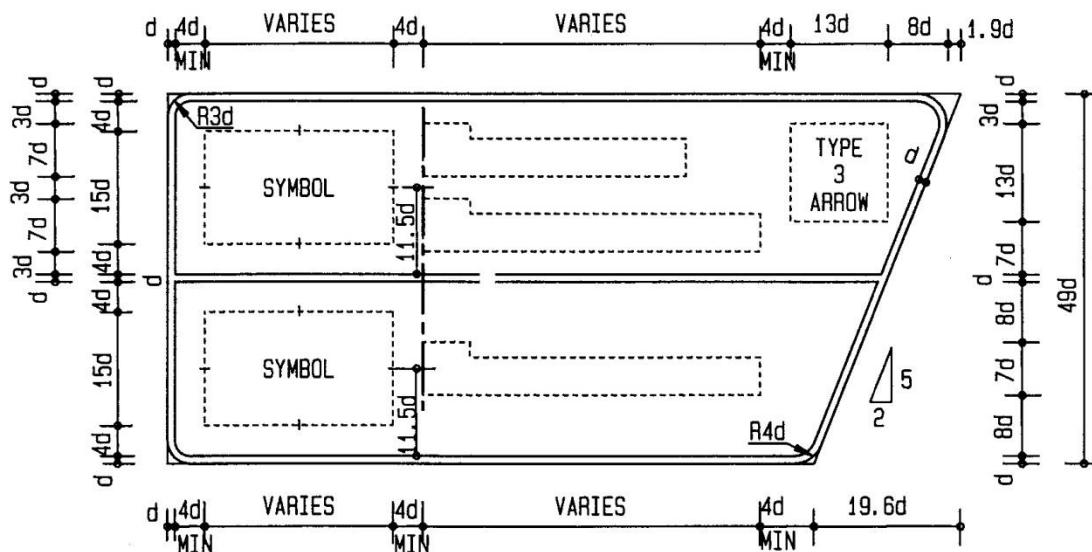 d 4d VARIES 4d VARIES 4d 13d 8d 1.9d
MIN MIN
d d
3d 4d 4d 3d
R3d
7d
3d 15d SYMBOL TYPE d 13d
3
ARROW
7d 11.5d
3d 4d 7d
d d d d
4d 8d 49d
15d SYMBOL 5 7d
2
11.5d
4d R4d 8d
d d
d 4d VARIES 4d VARIES 4d 19.6d
MIN MIN MIN